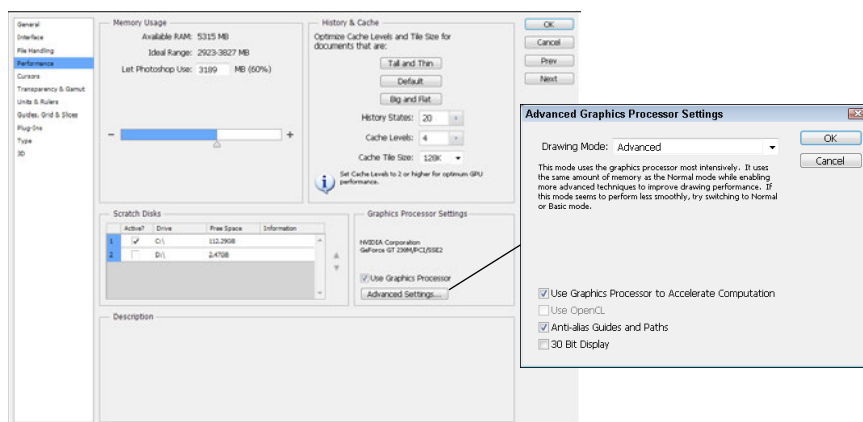 General
Interface
File Handling
Performance
Cursors
Transparency & Gamut
Units & Rulers
Guides, Grid & Slices
Plug-Ins
Type
3D
Memory Usage
Available RAM: 5315 MB
Ideal Range: 2923-3827 MB
Let Photoshop Use: 3189 MB (60%)
- +
History & Cache
Optimize Cache Levels and Tile Size for
documents that are:
Tall and Thin
Default
Big and Flat
History States: 20
Cache Levels: 4
Cache Tile Size: 128K
Set Cache Levels to 2 or higher for optimum GPU
performance.
OK
Cancel
Prev
Next
Scratch Disks
Active? Drive Free Space Information
1 C:\ 112.29GB
2 D:\ 2.47GB
Graphics Processor Settings
NVIDIA Corporation
GeForce GT 230M/PCI/SSE2
Use Graphics Processor
Advanced Settings...
Description
Advanced Graphics Processor Settings
Drawing Mode: Advanced
OK
Cancel
This mode uses the graphics processor most intensively. It uses
the same amount of memory as the Normal mode while enabling
more advanced techniques to improve drawing performance. If
this mode seems to perform less smoothly, try switching to Normal
or Basic mode.
Use Graphics Processor to Accelerate Computation
Use OpenCL
Anti-alias Guides and Paths
30 Bit Display